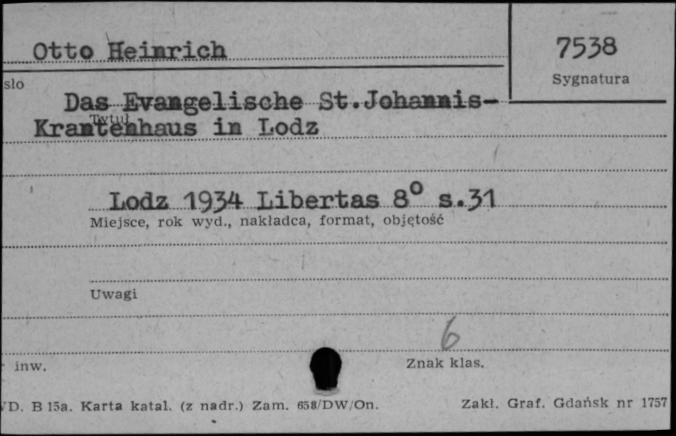 Otto Heinrich
7538
Sygnatura
sło
Das Evangelische St.Johannis-
Tytuł
Krankenhaus in Lodz
Lodz 1934 Libertas 8° s.31
Miejsce, rok wyd., nakładca, format, objętość
Uwagi
6
inw.
Znak klas.
D. B 15a. Karta katal. (z nadr.) Zam. 658/DW/On.
Zakł. Graf. Gdańsk nr 1757